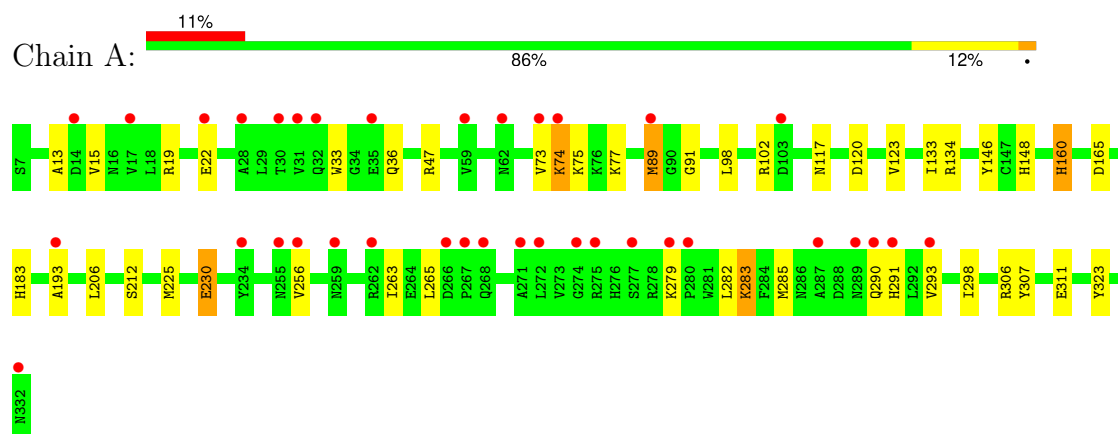 11%
Chain A:
86% 12% •
S7 A13 D14 V15 N16 V17 L18 R19 E22 A28 L29 T30 V31 Q32 W33 G34 E35 Q36 R47 V59 N62 V73 K74 K75 K76 K77 M89 G90 G91 L98 R102 D103 N117 D120 V123 I133 R134 Y146 C147 H148 H160 D165
H183 A193 L206 S212 M225 E230 Y234 N255 V256 N259 R262 I263 E264 L265 D266 P267 Q268 A271 L272 V273 G274 R275 H276 S277 R278 K279 P280 W281 L282 K283 F284 M285 N286 A287 D288 N289 Q290 H291 L292 V293 I298 R306 Y307 E311 Y323
N332